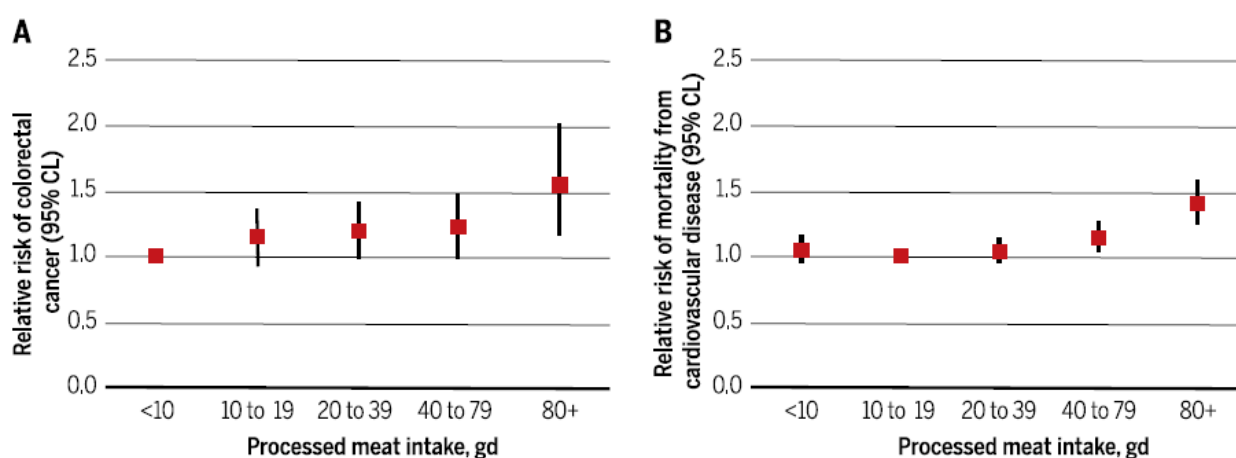 A
Relative risk of colorectal
cancer (95% CL)
2.5
2.0
1.5
1.0
0.5
0.0
<10
10 to 19
20 to 39
40 to 79
80+
Processed meat intake, gd
B
Relative risk of mortality from
cardiovascular disease (95% CL)
2.5
2.0
1.5
1.0
0.5
0.0
<10
10 to 19
20 to 39
40 to 79
80+
Processed meat intake, gd